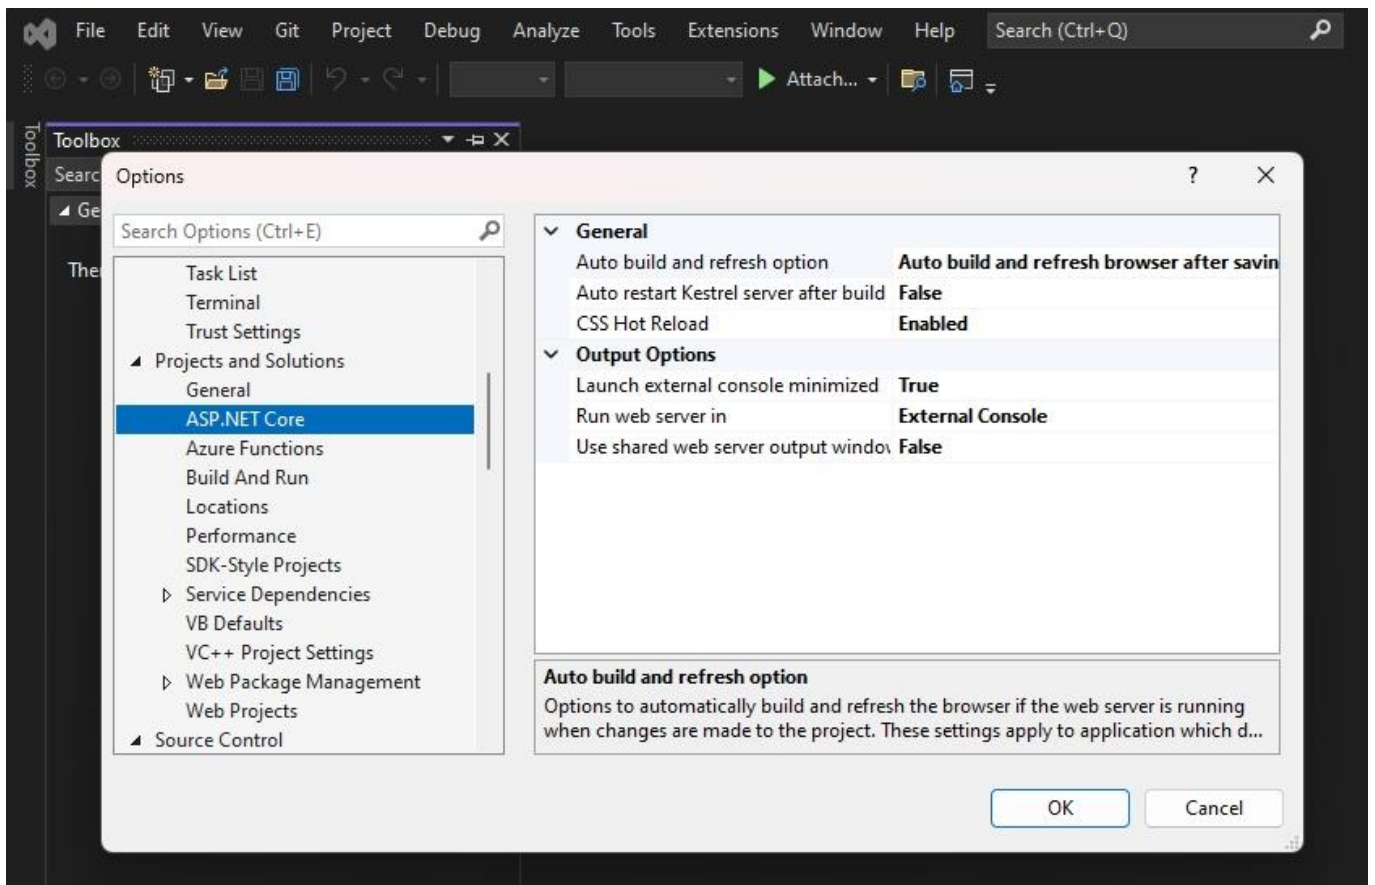 File Edit View Git Project Debug Analyze Tools Extensions Window Help Search (Ctrl+Q)
Attach...
Toolbox
Toolbox
Searc
Ge
The
Options ?
Search Options (Ctrl+E)
Task List
Terminal
Trust Settings
Projects and Solutions
General
ASP.NET Core
Azure Functions
Build And Run
Locations
Performance
SDK-Style Projects
Service Dependencies
VB Defaults
VC++ Project Settings
Web Package Management
Web Projects
Source Control
General
Auto build and refresh option Auto build and refresh browser after savin
Auto restart Kestrel server after build False
CSS Hot Reload Enabled
Output Options
Launch external console minimized True
Run web server in External Console
Use shared web server output windov False
Auto build and refresh option
Options to automatically build and refresh the browser if the web server is running
when changes are made to the project. These settings apply to application which d...
OK Cancel